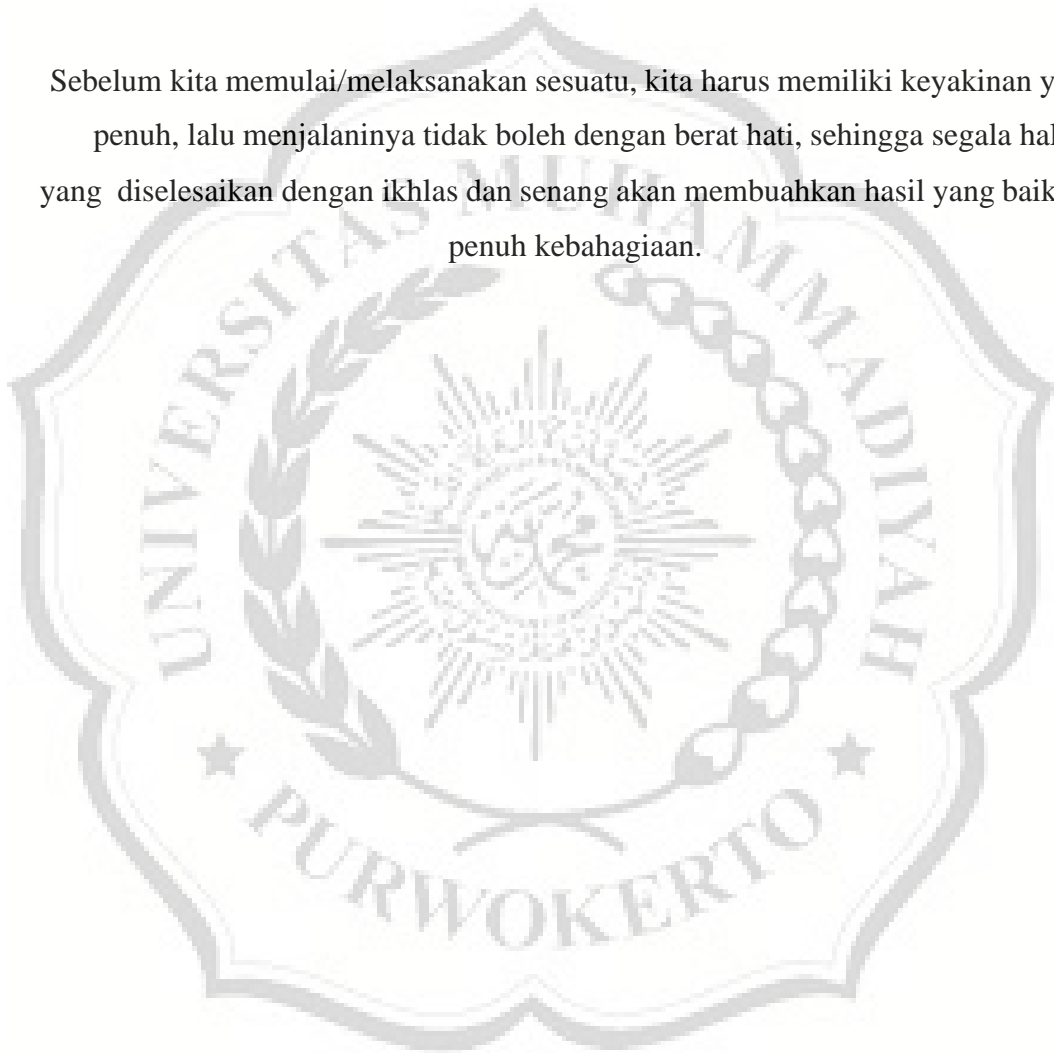 Sebelum kita memulai/melaksanakan sesuatu, kita harus memiliki keyakinan y
penuh, lalu menjalaninya tidak boleh dengan berat hati, sehingga segala hal
yang diselesaikan dengan ikhlas dan senang akan membuahkan hasil yang baik
penuh kebahagiaan.
UNIVERSITAS MUHAMMADIYAH
PURWOKERTO